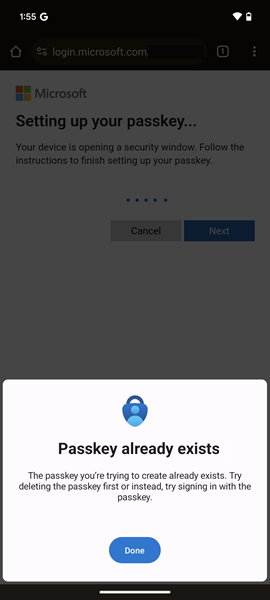 1:55 G
login.microsoft.com
1
Microsoft
Setting up your passkey...
Your device is opening a security window. Follow the
instructions to finish setting up your passkey.
Cancel
Next
Passkey already exists
The passkey you're trying to create already exists. Try
deleting the passkey first or instead, try signing in with the
passkey.
Done